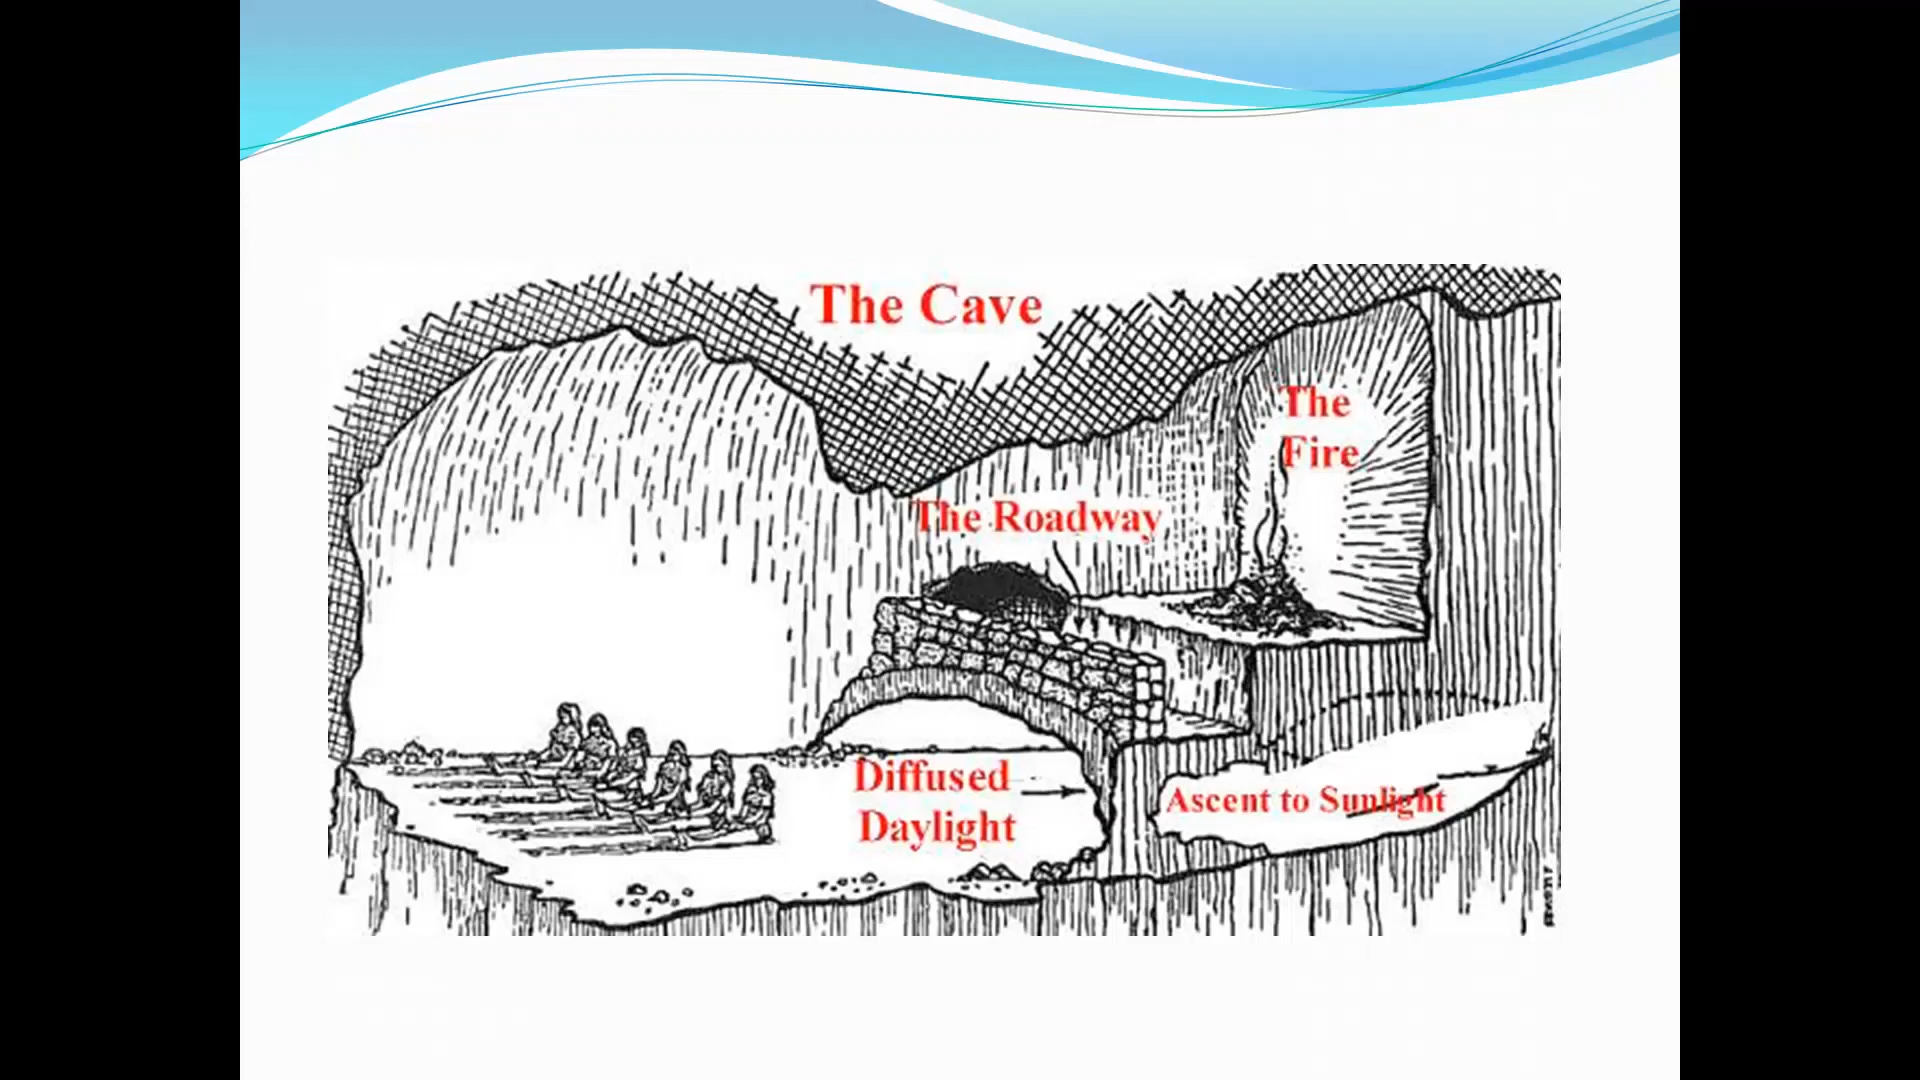 The Cave
The
Fire
The Roadway
Diffused
Daylight
Ascent to Sunlight